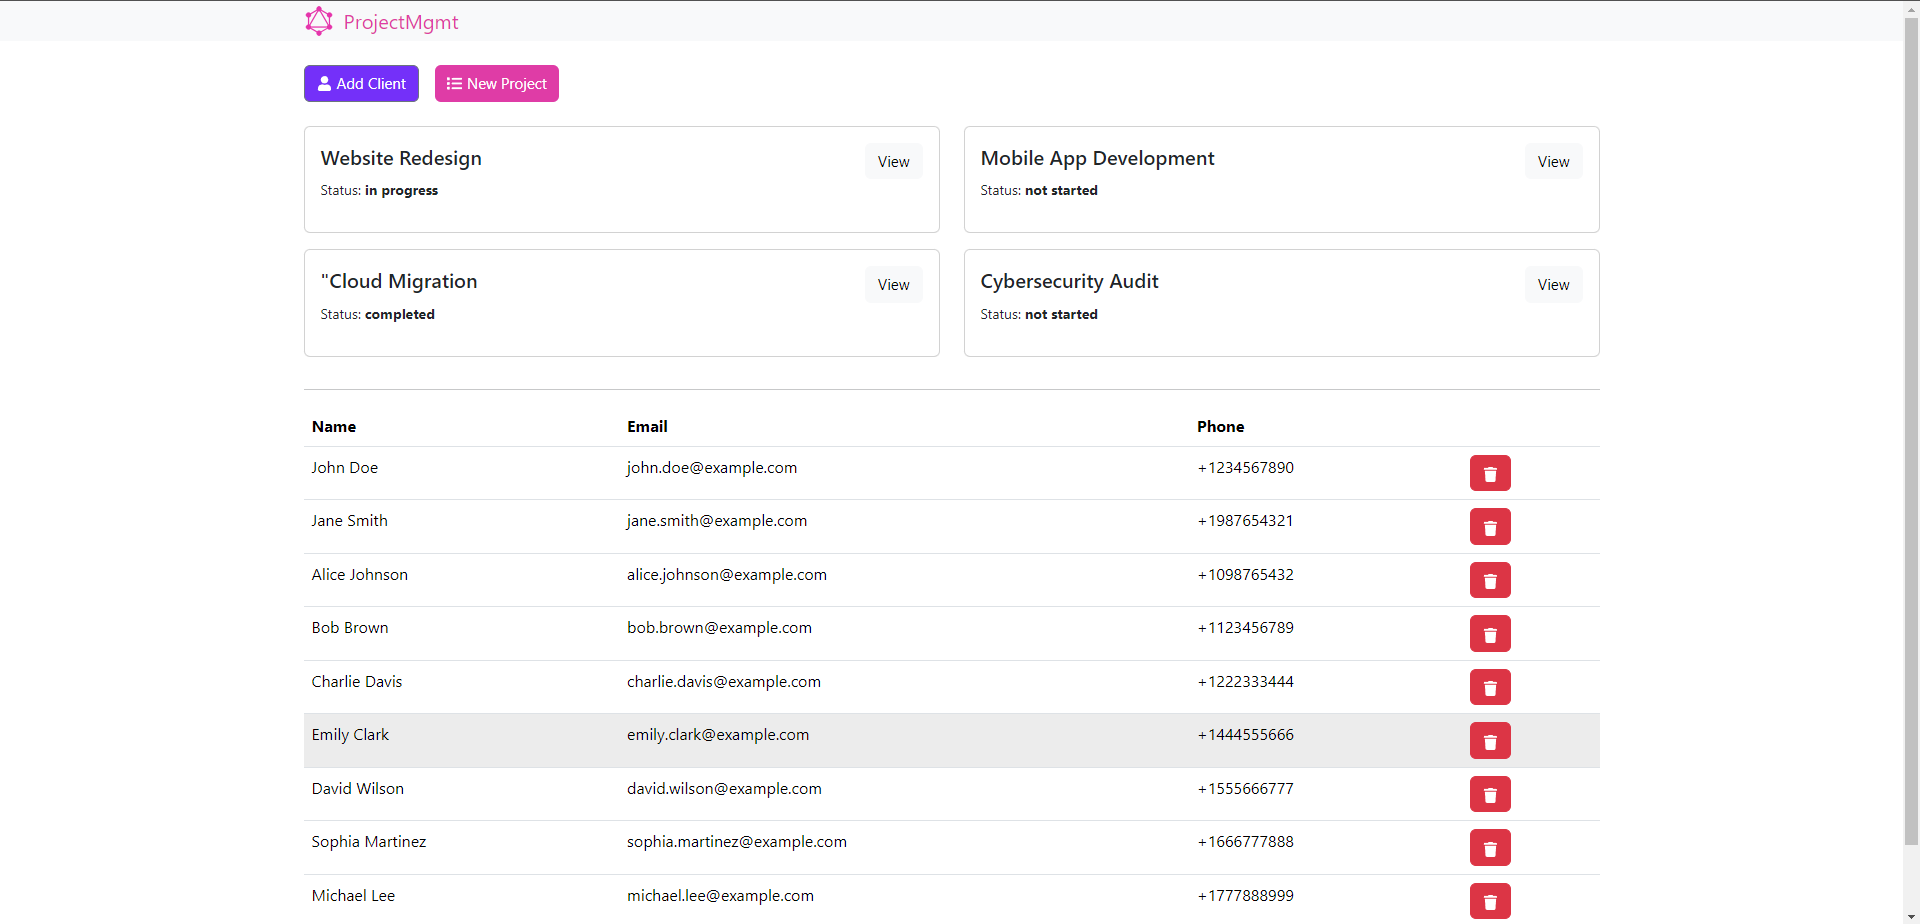 ProjectMgmt
Add Client New Project
Website Redesign View
Status: in progress
Mobile App Development View
Status: not started
"Cloud Migration View
Status: completed
Cybersecurity Audit View
Status: not started
Name Email Phone
John Doe john.doe@example.com +1234567890
Jane Smith jane.smith@example.com +1987654321
Alice Johnson alice.johnson@example.com +1098765432
Bob Brown bob.brown@example.com +1123456789
Charlie Davis charlie.davis@example.com +1222333444
Emily Clark emily.clark@example.com +1444555666
David Wilson david.wilson@example.com +1555666777
Sophia Martinez sophia.martinez@example.com +1666777888
Michael Lee michael.lee@example.com +1777888999